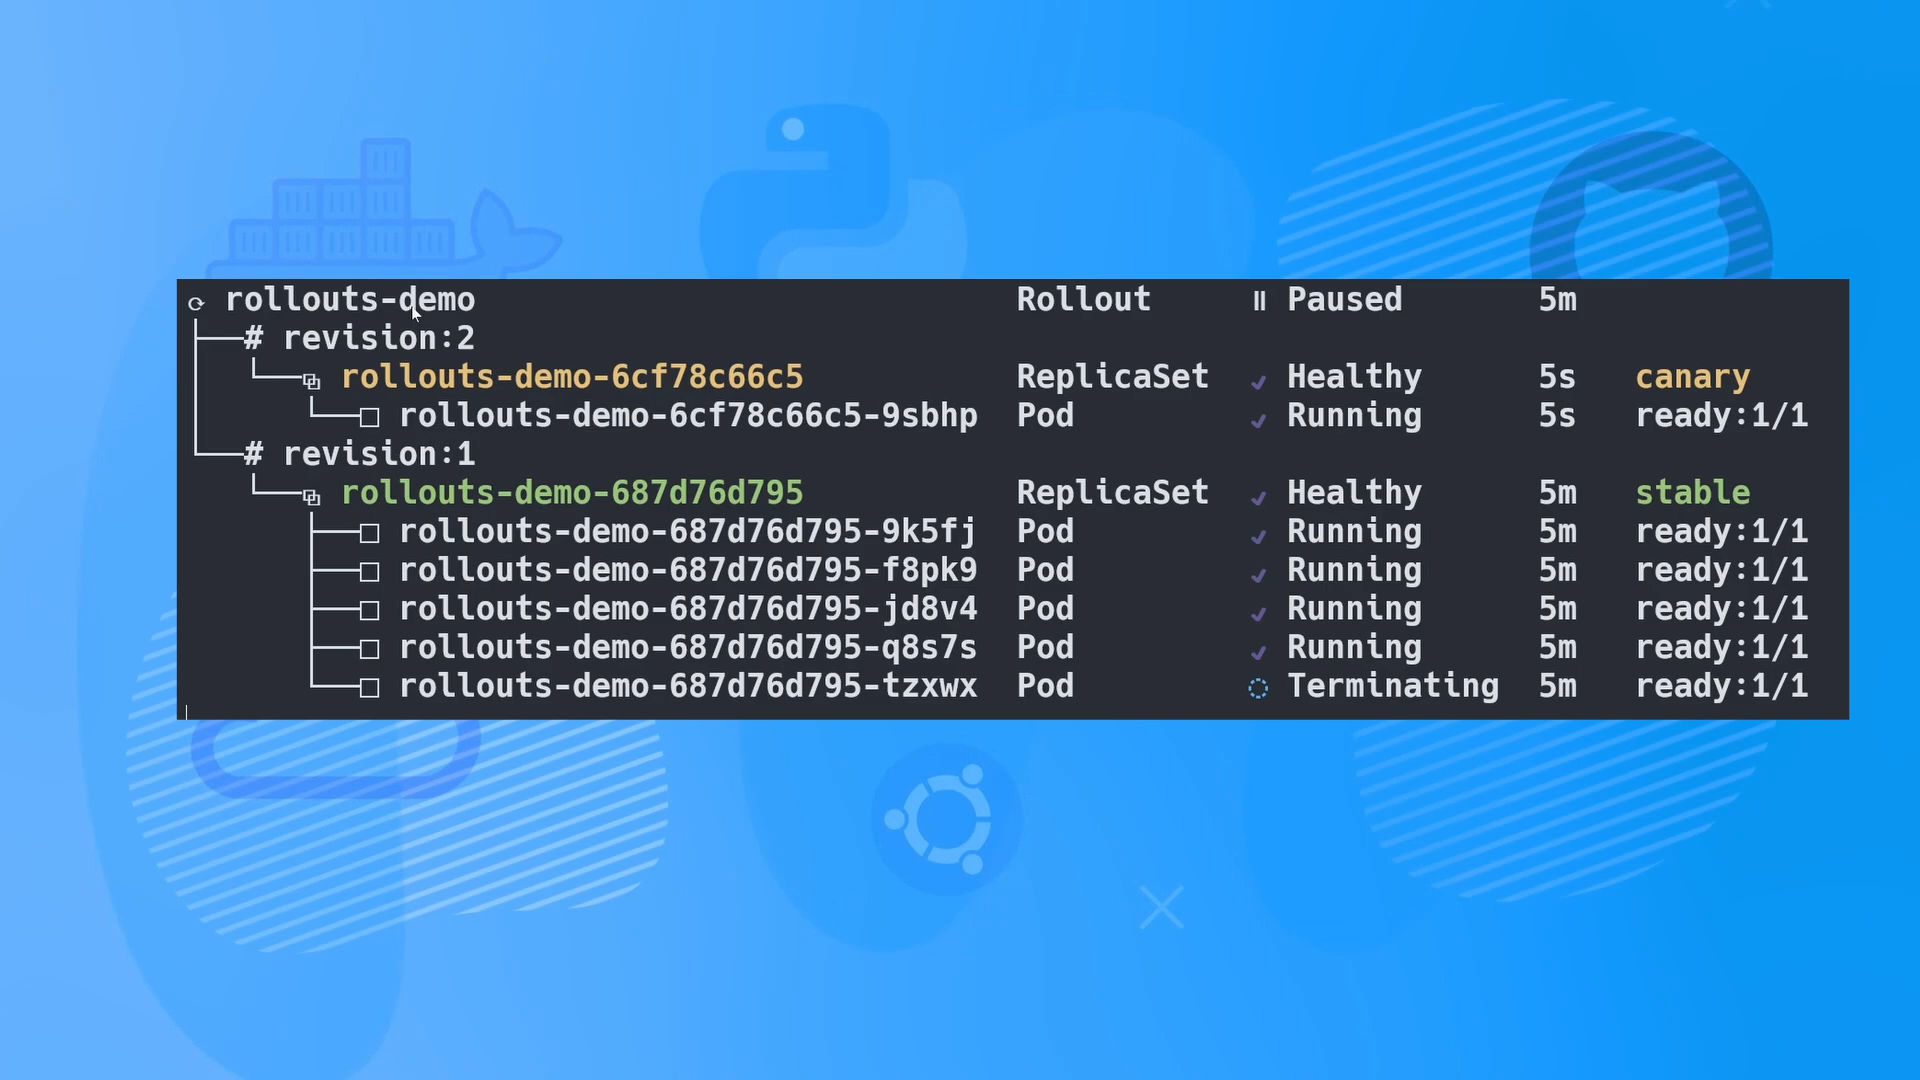 rollouts-demo Rollout Paused 5m
# revision:2
rollouts-demo-6cf78c66c5 ReplicaSet ✔ Healthy 5s canary
rollouts-demo-6cf78c66c5-9sbhp Pod ✔ Running 5s ready:1/1
# revision:1
rollouts-demo-687d76d795 ReplicaSet ✔ Healthy 5m stable
rollouts-demo-687d76d795-9k5fj Pod ✔ Running 5m ready:1/1
rollouts-demo-687d76d795-f8pk9 Pod ✔ Running 5m ready:1/1
rollouts-demo-687d76d795-jd8v4 Pod ✔ Running 5m ready:1/1
rollouts-demo-687d76d795-q8s7s Pod ✔ Running 5m ready:1/1
rollouts-demo-687d76d795-tzxwx Pod Terminating 5m ready:1/1